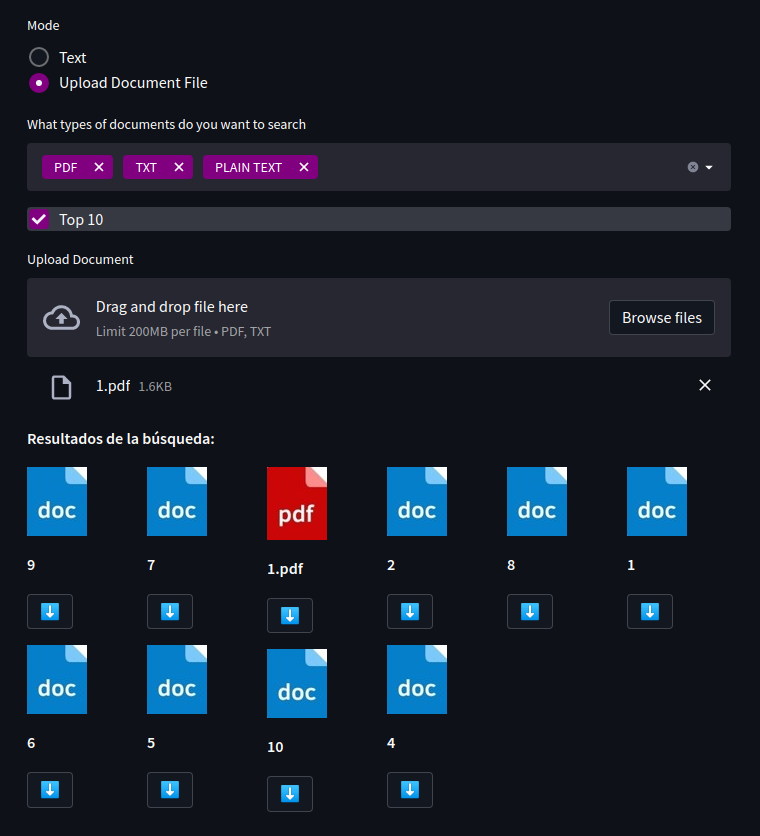 Mode
Text
Upload Document File
What types of documents do you want to search
PDF TXT PLAIN TEXT
Top 10
Upload Document
Drag and drop file here
Limit 200MB per file • PDF, TXT
Browse files
1.pdf 1.6KB
Resultados de la búsqueda:
doc doc pdf doc doc doc
9 7 1.pdf 2 8 1
doc doc doc doc
6 5 10 4